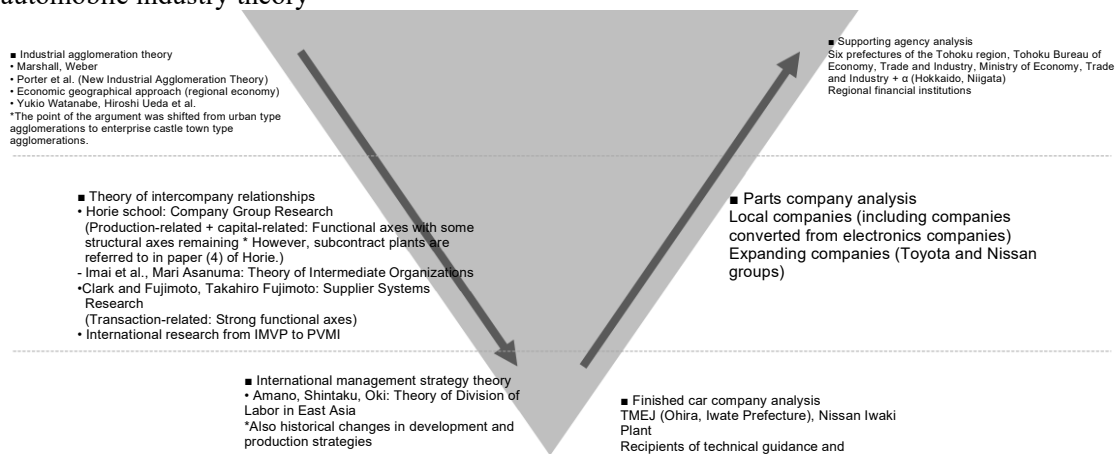 automobile industry theory
■ Industrial agglomeration theory
• Marshall, Weber
• Porter et al. (New Industrial Agglomeration Theory)
• Economic geographical approach (regional economy)
• Yukio Watanabe, Hiroshi Ueda et al.
*The point of the argument was shifted from urban type
agglomerations to enterprise castle town type
agglomerations.
■ Supporting agency analysis
Six prefectures of the Tohoku region, Tohoku Bureau of
Economy, Trade and Industry, Ministry of Economy, Trade
and Industry + α (Hokkaido, Niigata)
Regional financial institutions
■ Theory of intercompany relationships
• Horie school: Company Group Research
(Production-related + capital-related: Functional axes with some
structural axes remaining * However, subcontract plants are
referred to in paper (4) of Horie.)
- Imai et al., Mari Asanuma: Theory of Intermediate Organizations
•Clark and Fujimoto, Takahiro Fujimoto: Supplier Systems
Research
(Transaction-related: Strong functional axes)
• International research from IMVP to PVMI
■ Parts company analysis
Local companies (including companies
converted from electronics companies)
Expanding companies (Toyota and Nissan
groups)
■ International management strategy theory
• Amano, Shintaku, Oki: Theory of Division of
Labor in East Asia
*Also historical changes in development and
production strategies
■ Finished car company analysis
TMEJ (Ohira, Iwate Prefecture), Nissan Iwaki
Plant
Recipients of technical guidance and